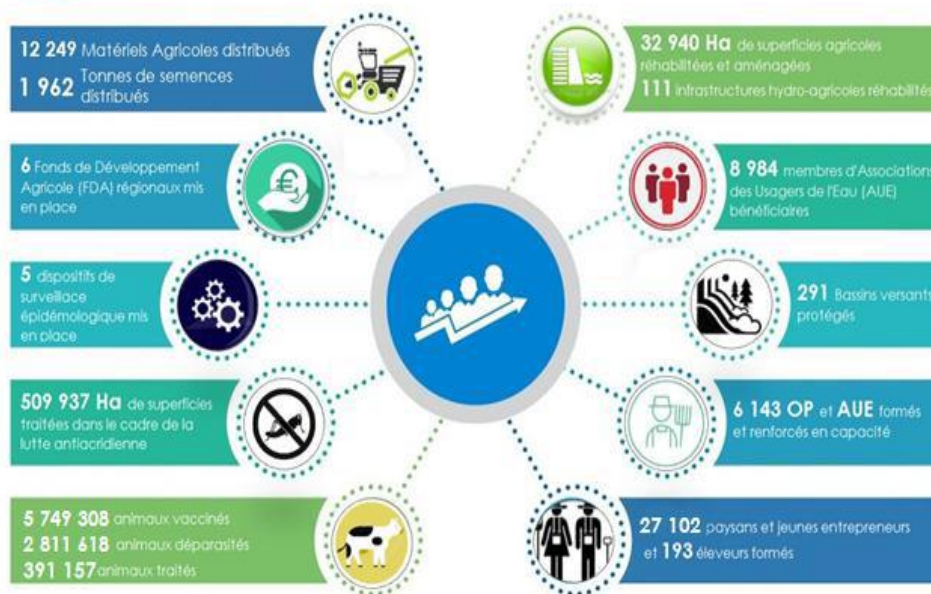 12 249 Matériels Agricoles distribués
1 962 Tonnes de semences
distribués
6 Fonds de Développement
Agricole (FDA) régionaux mis
en place
5 dispositifs de
surveillace
épidémologique mis
en place
509 937 Ha de superficies
traitées dans le cadre de la
lutte antiacridienne
5 749 308 animaux vaccinés
2 811 618 animaux déparasités
391 157 animaux traités
32 940 Ha de superficies agricoles
réhabilitées et aménagées
111 infrastructures hydro-agricoles réhabilités
8 984 membres d'Associations
des Usagers de l'Eau (AUE)
bénéficiaires
291 Bassins versants
protégés
6 143 OP et AUE formés
et renforcés en capacité
27 102 paysans et jeunes entrepreneurs
et 193 éleveurs formés